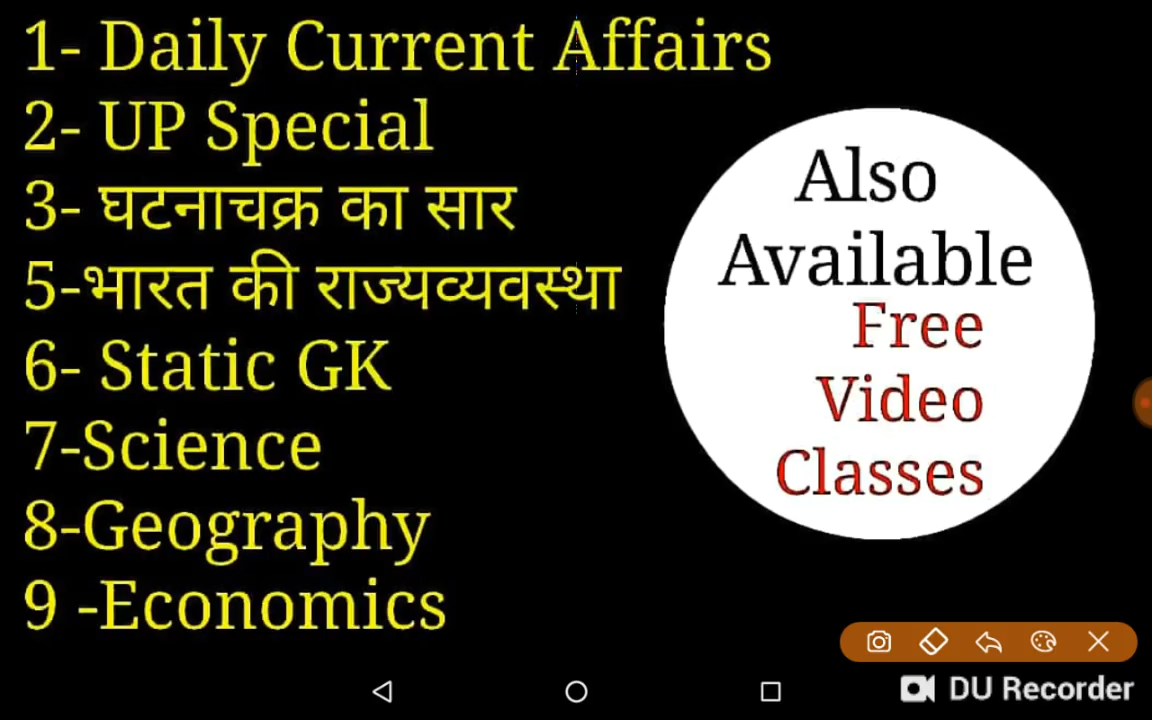 1- Daily Current Affairs
2- UP Special
3- घटनाचक्र का सार
5-भारत की राज्यव्यवस्था
6- Static GK
7-Science
8-Geography
9 -Economics
Also
Available
Free
Video
Classes
DU Recorder